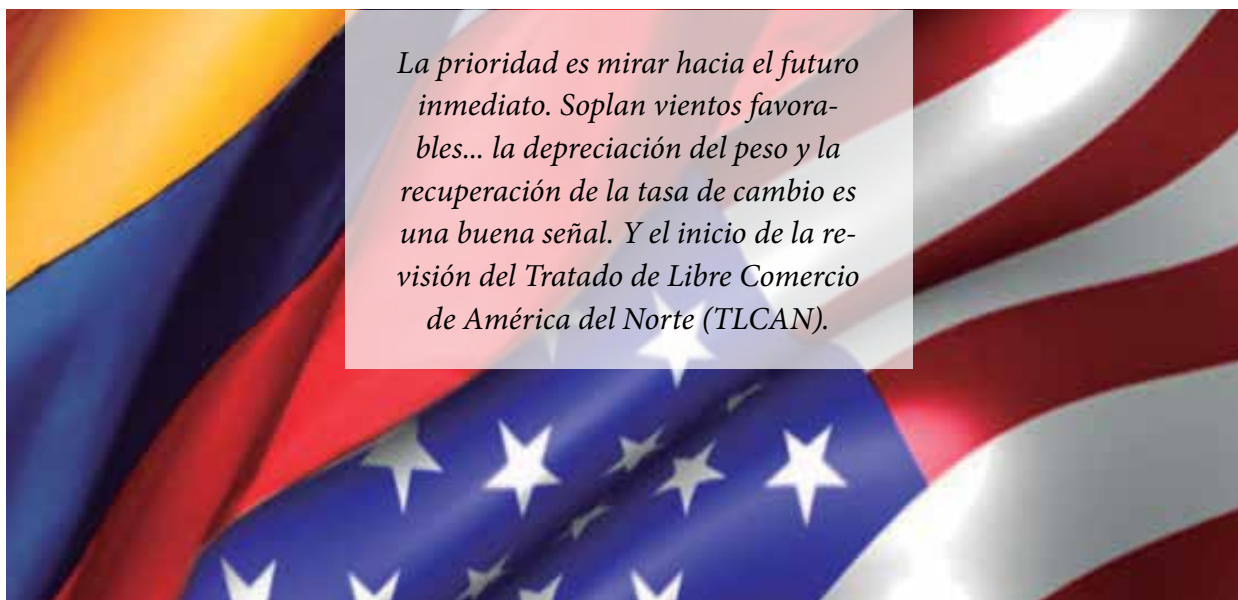 La prioridad es mirar hacia el futuro
inmediato. Soplan vientos favora-
bles... la depreciación del peso y la
recuperación de la tasa de cambio es
una buena señal. Y el inicio de la re-
visión del Tratado de Libre Comercio
de América del Norte (TLCAN).